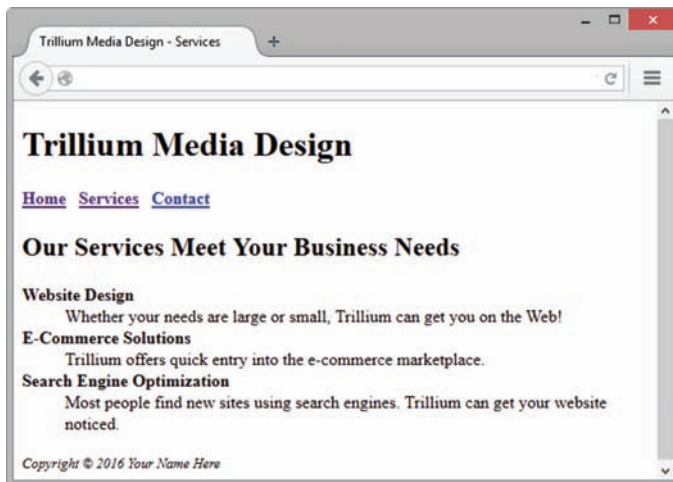 Trillium Media Design - Services
Trillium Media Design
Home Services Contact
Our Services Meet Your Business Needs
Website Design
Whether your needs are large or small, Trillium can get you on the Web!
E-Commerce Solutions
Trillium offers quick entry into the e-commerce marketplace.
Search Engine Optimization
Most people find new sites using search engines. Trillium can get your website
noticed.
Copyright © 2016 Your Name Here